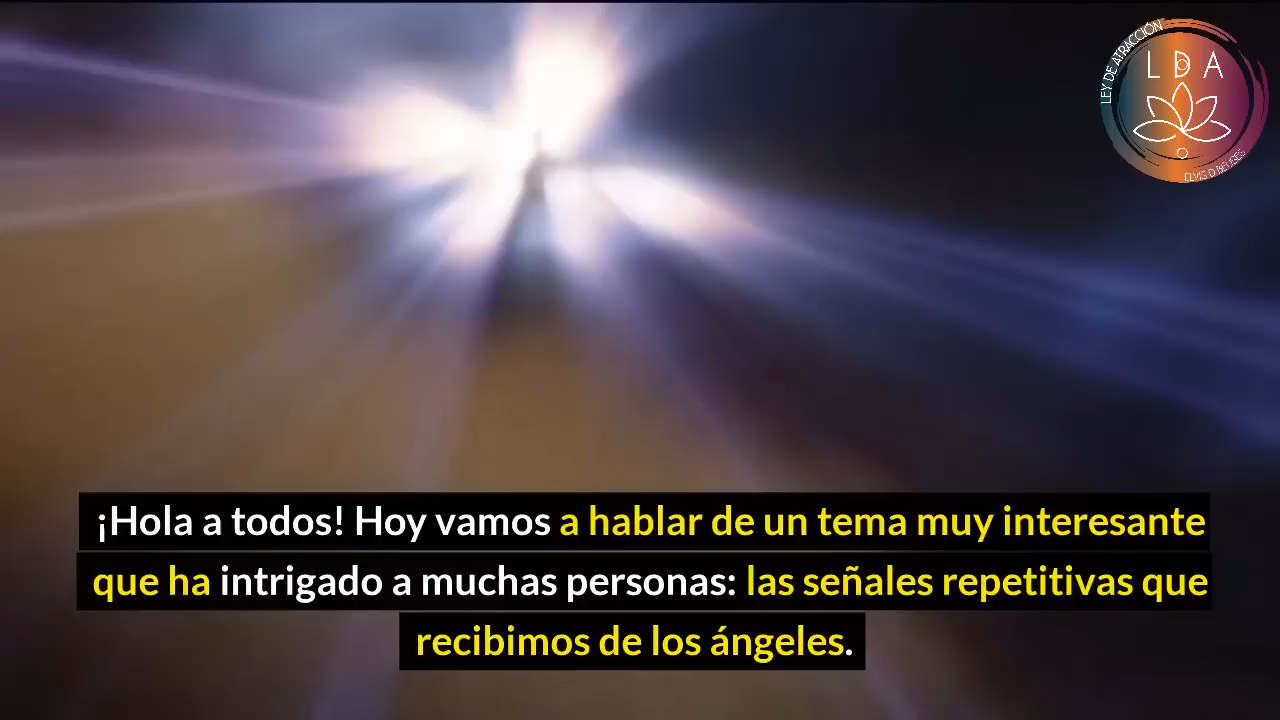 LEY DE ATRACCIÓN
LDA
¡Hola a todos! Hoy vamos a hablar de un tema muy interesante
que ha intrigado a muchas personas: las señales repetitivas que
recibimos de los ángeles.